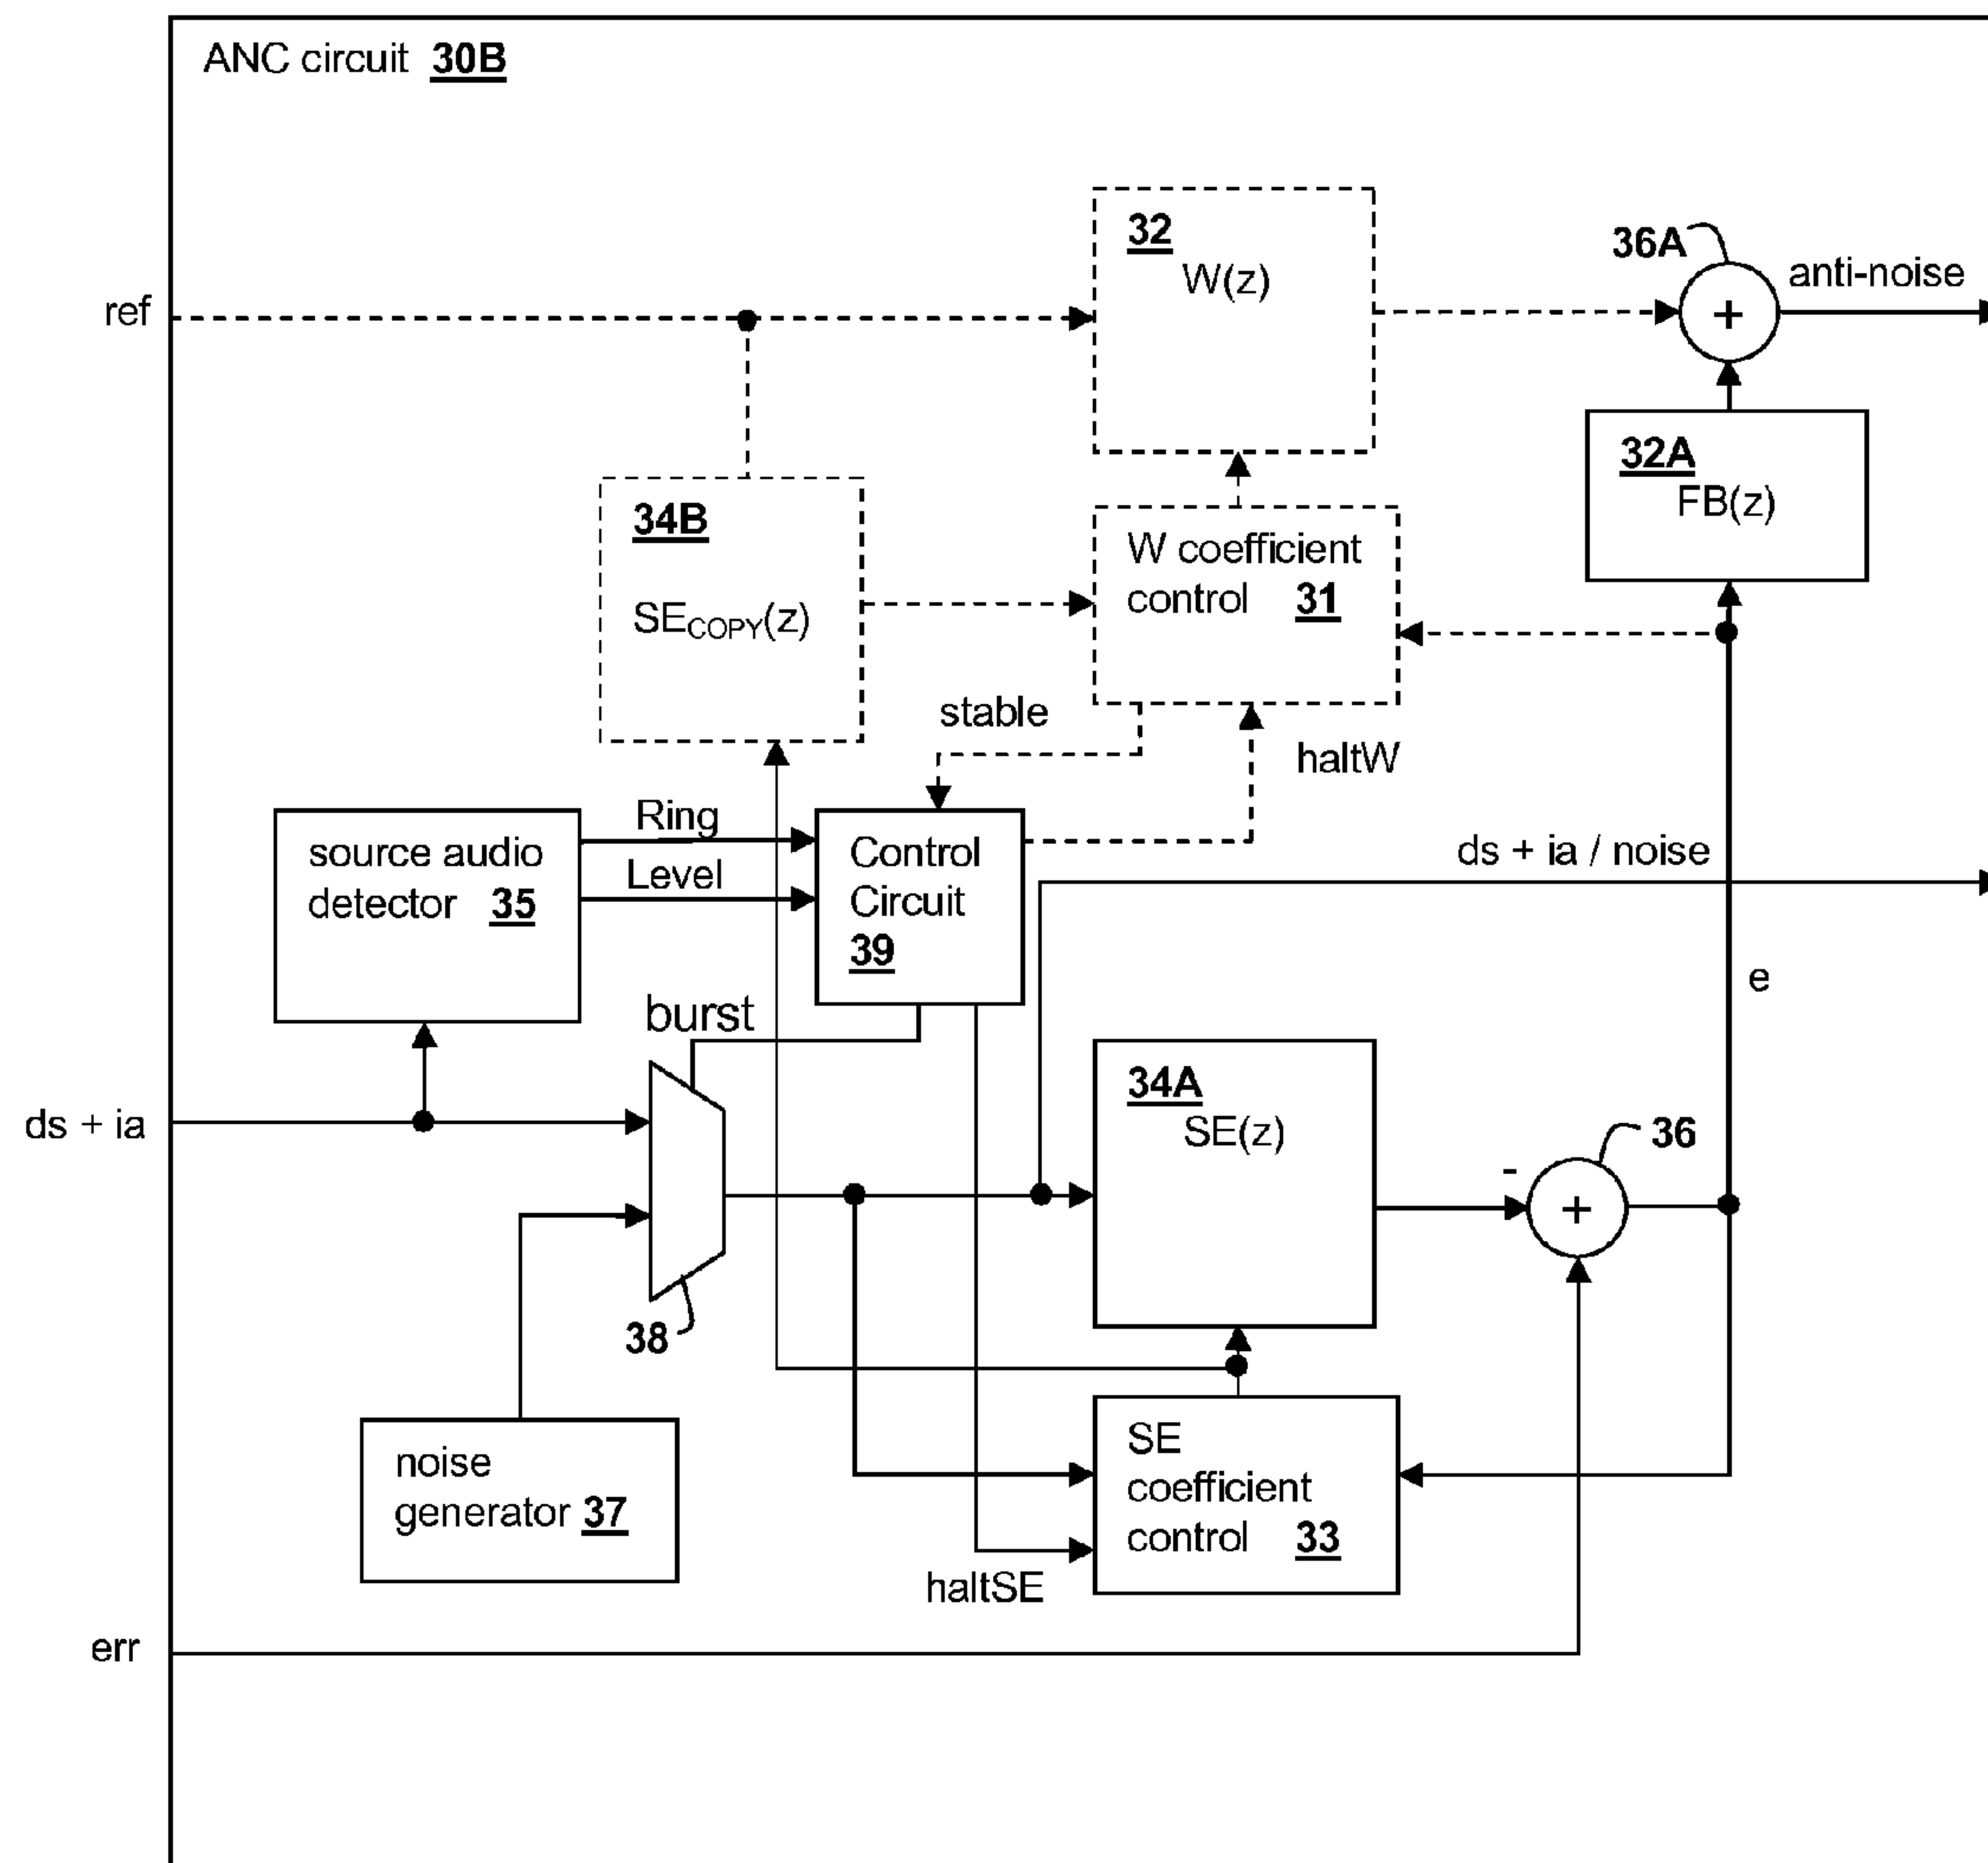 ANC circuit 30B
32
W(z)
36A
anti-noise
+
ref
32A
FB(z)
34B
SECOPY(z)
W coefficient
control 31
stable
haltW
Ring
Level
source audio
detector 35
Control
Circuit
39
ds + ia / noise
e
burst
34A
SE(z)
ds + ia
-
36
+
38
noise
generator 37
SE
coefficient
control 33
haltSE
err